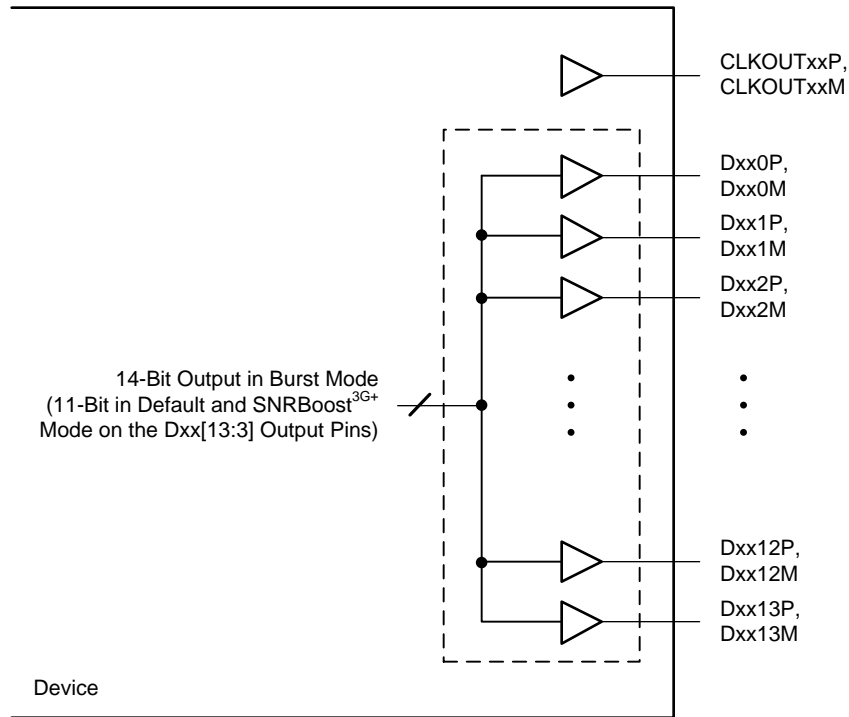 CLKOUTxxP,
CLKOUTxxM
Dxx0P,
Dxx0M
Dxx1P,
Dxx1M
Dxx2P,
Dxx2M
14-Bit Output in Burst Mode
(11-Bit in Default and SNRBoost3G+
Mode on the Dxx[13:3] Output Pins)
Dxx12P,
Dxx12M
Dxx13P,
Dxx13M
Device